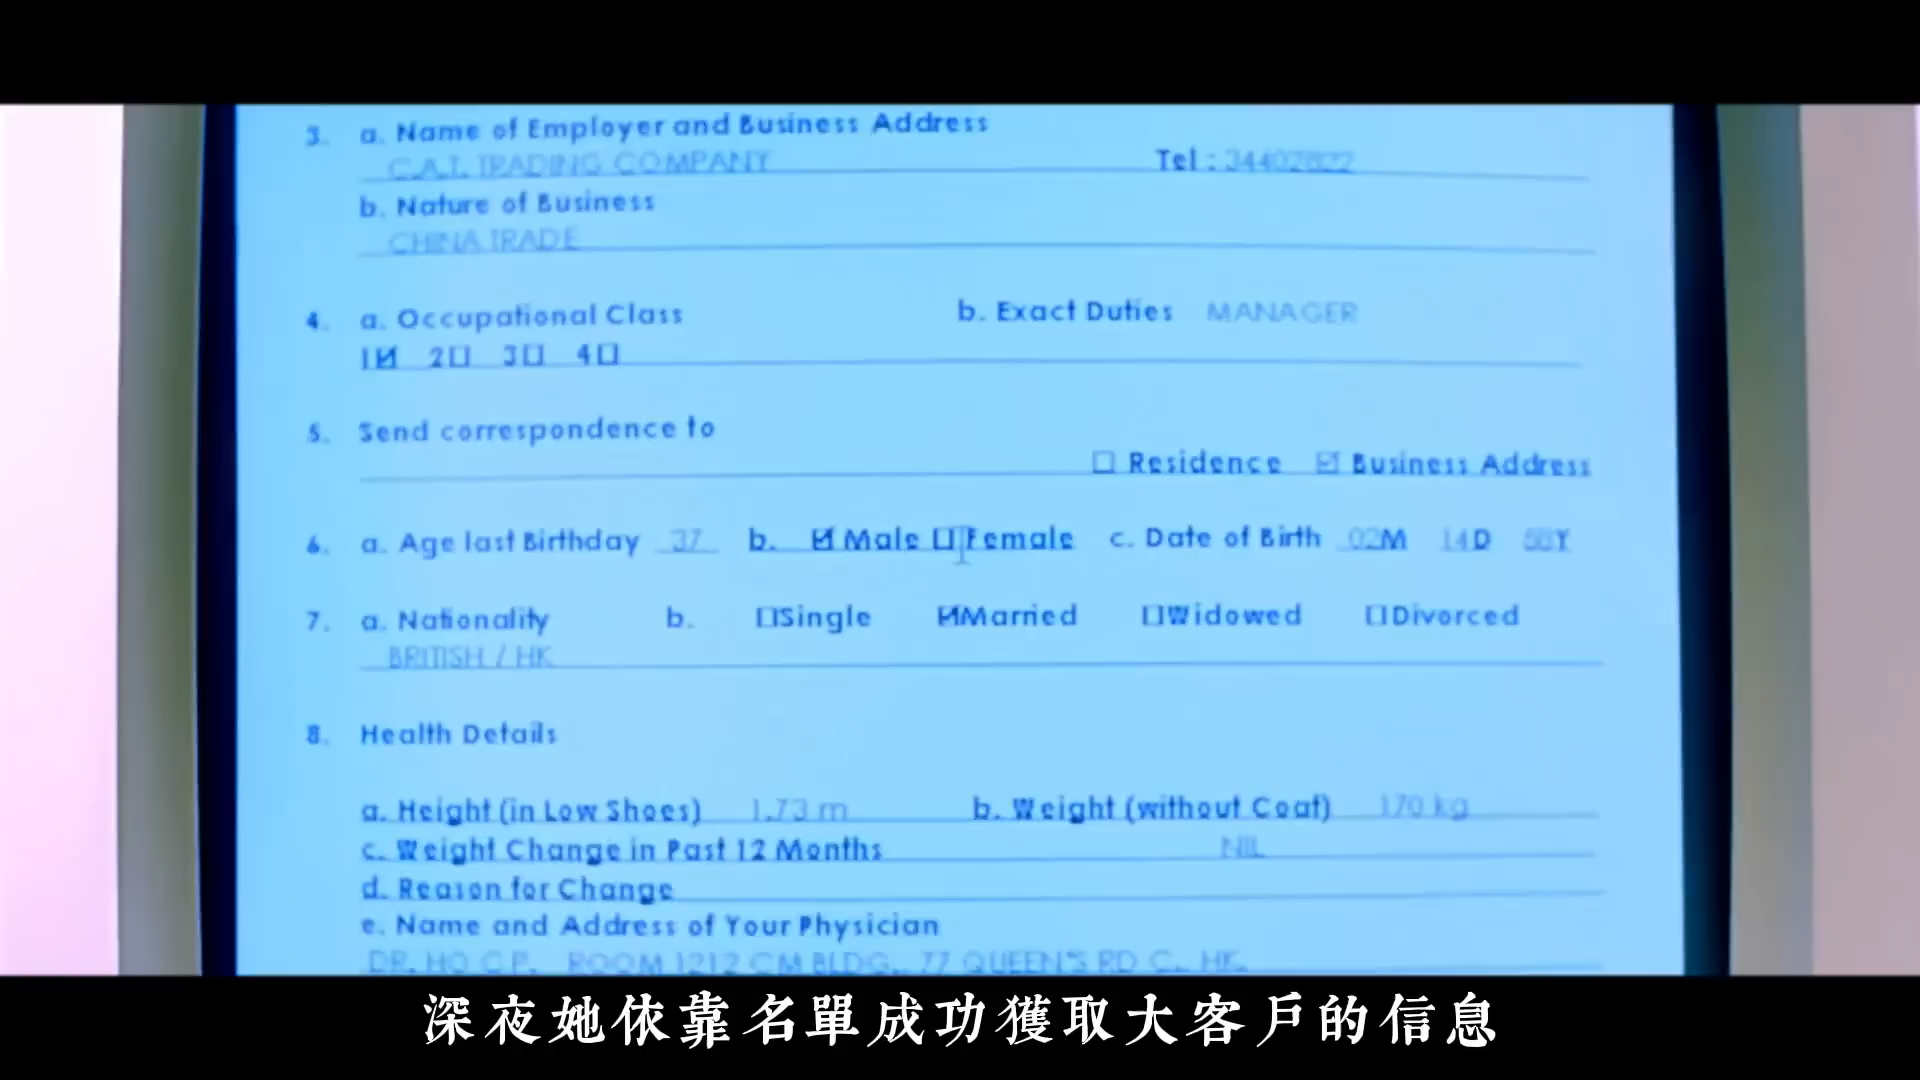 3. a. Name of Employer and Business Address
C.A.T. TRADING COMPANY Tel : 34402822
b. Nature of Business
CHINA TRADE
4. a. Occupational Class b. Exact Duties MANAGER
1☑ 2☐ 3☐ 4☐
5. Send correspondence to
☐ Residence ☑ Business Address
6. a. Age last Birthday 37 b. ☑ Male ☐ Female c. Date of Birth 02M 14D Y
7. a. Nationality b. ☐Single ☑Married ☐Widowed ☐Divorced
BRITISH / HK
8. Health Details
a. Height (in Low Shoes) 1.73 m b. Weight (without Coat) 170 kg
c. Weight Change in Past 12 Months NIL
d. Reason for Change
e. Name and Address of Your Physician
DR. HO C.P. ROOM 1212 CM BLDG., 77 QUEEN'S RD C., HK.
深夜她依靠名單成功獲取大客戶的信息